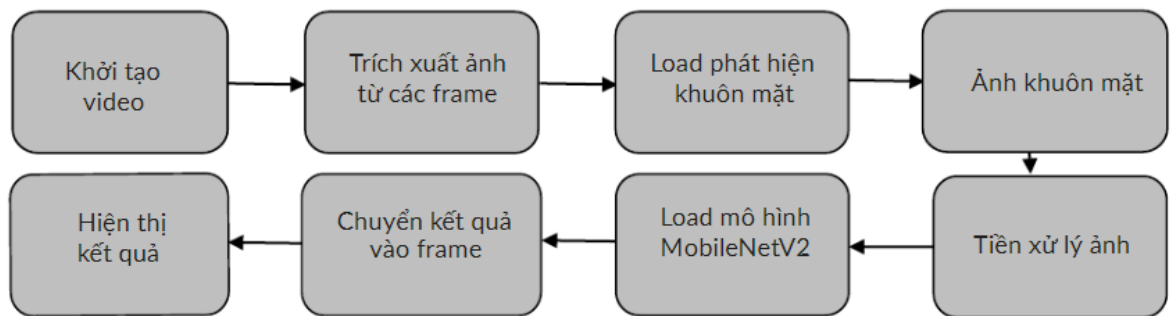 Khởi tạo
video
Trích xuất ảnh
từ các frame
Load phát hiện
khuôn mặt
Ảnh khuôn mặt
Tiền xử lý ảnh
Load mô hình
MobileNetV2
Chuyển kết quả
vào frame
Hiện thị
kết quả